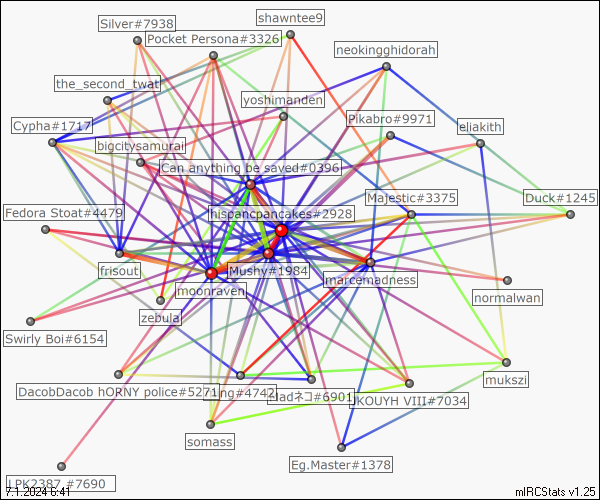 shawntee9
Silver#7938
Pocket Persona#3326
neokingghidorah
the_second_twat
yoshimanden
Pikabro#9971
Cypha#1717
eliakith
bigcitysamurai
Can anything be saved#0396
Majestic#3375
Duck#1245
Fedora Stoat#4479
hispancpancakes#2928
frisout
Mushy#1984
marcemadness
moonraven
normalwan
zebula
Swirly Boi#6154
mukszi
DacobDacob hORNY police#5271
ng#4742
ladネコ#6901
JKOUYH VIII#7034
somass
Eg.Master#1378
LPK2387 #7690
7.1.2024 6:41
mIRCStats v1.25